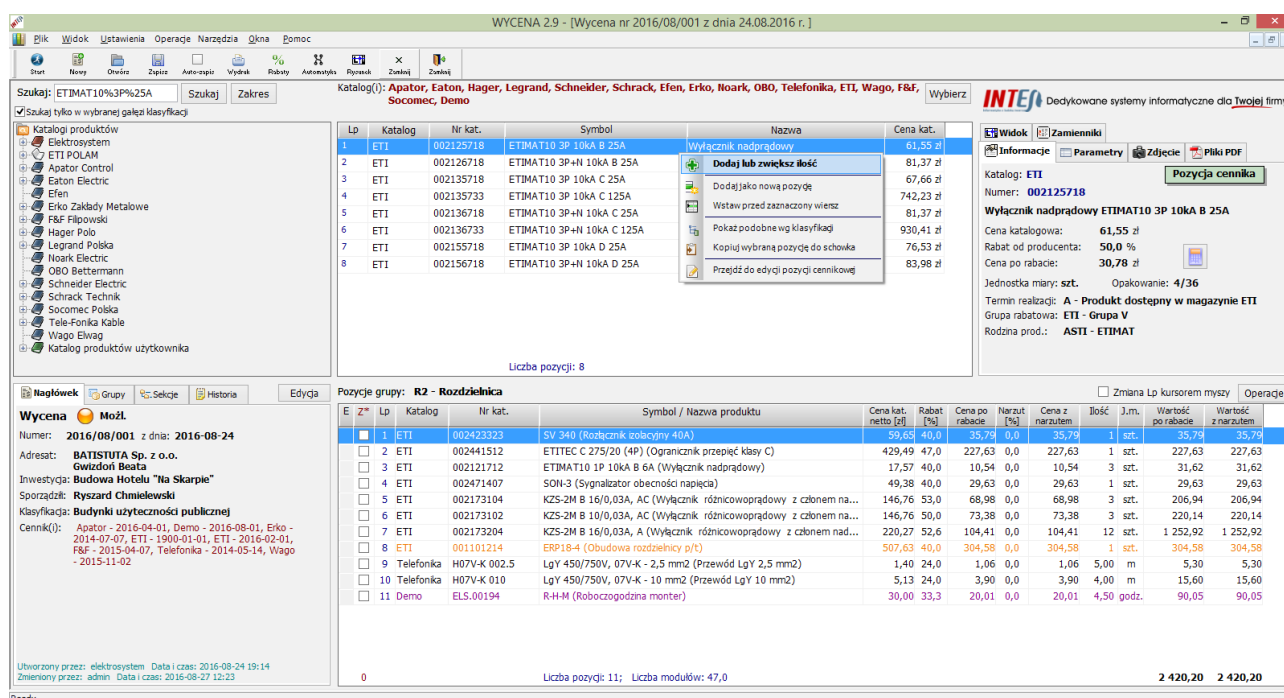 WYCENA 2.9 - [Wycena nr 2016/08/001 z dnia 24.08.2016 r. ]
Plik Widok Ustawienia Operacje Narzędzia Okna Pomoc
Start Nowy Otwórz Zapisz Auto-zapis Wydruk Rabaty Automatyka Rysunek Zamknij Zamknij
Szukaj: ETIMAT10%3P%25A Szukaj Zakres
Szukaj tylko w wybranej gałęzi klasyfikacji
Katalog(i): Apator, Eaton, Hager, Legrand, Schneider, Schrack, Efen, Erko, Noark, OBO, Telefonika, ETI, Wago, F&F, Socomec, Demo
Wybierz
INTER Dedykowane systemy informatyczne dla Twojej firmy
Katalogi produktów
Elektrosystem
ETI POLAM
Apator Control
Eaton Electric
Efen
Erko Zakłady Metalowe
F&F Filipowski
Hager Polo
Legrand Polska
Noark Electric
OBO Bettermann
Schneider Electric
Schrack Technik
Socomec Polska
Tele-Fonika Kable
Wago Elwag
Katalog produktów użytkownika
Lp Katalog Nr kat. Symbol Nazwa Cena kat.
1 ETI 002125718 ETIMAT10 3P 10kA B 25A Wyłącznik nadprądowy 61,55 zł
2 ETI 002126718 ETIMAT10 3P+N 10kA B 25A 81,37 zł
3 ETI 002135718 ETIMAT10 3P 10kA C 25A 67,66 zł
4 ETI 002135733 ETIMAT10 3P 10kA C 125A 742,23 zł
5 ETI 002136718 ETIMAT10 3P+N 10kA C 25A 81,37 zł
6 ETI 002136733 ETIMAT10 3P+N 10kA C 125A 930,41 zł
7 ETI 002155718 ETIMAT10 3P 10kA D 25A 76,53 zł
8 ETI 002156718 ETIMAT10 3P+N 10kA D 25A 83,98 zł
Dodaj lub zwiększ ilość
Dodaj jako nową pozycję
Wstaw przed zaznaczony wiersz
Pokaż podobne wg klasyfikacji
Kopiuj wybraną pozycję do schowka
Przejdź do edycji pozycji cennikowej
Liczba pozycji: 8
Widok Zamienniki
Informacje Parametry Zdjęcie Pliki PDF
Katalog: ETI Pozycja cennika
Numer: 002125718
Wyłącznik nadprądowy ETIMAT10 3P 10kA B 25A
Cena katalogowa: 61,55 zł
Rabat od producenta: 50,0 %
Cena po rabacie: 30,78 zł
Jednostka miary: szt. Opakowanie: 4/36
Termin realizacji: A - Produkt dostępny w magazynie ETI
Grupa rabatowa: ETI - Grupa V
Rodzina prod.: ASTI - ETIMAT
Nagłówek Grupy Sekcje Historia Edycja
Wycena Możl.
Numer: 2016/08/001 z dnia: 2016-08-24
Adresat: BATISTUTA Sp. z o.o.
Gwizdoń Beata
Inwestycja: Budowa Hotelu "Na Skarpie"
Sporządził: Ryszard Chmielewski
Klasyfikacja: Budynki użyteczności publicznej
Cennik(i): Apator - 2016-04-01, Demo - 2016-08-01, Erko -
2014-07-07, ETI - 1900-01-01, ETI - 2016-02-01,
F&F - 2015-04-07, Telefonika - 2014-05-14, Wago
- 2015-11-02
Utworzony przez: elektrosystem Data i czas: 2016-08-24 19:14
Zmieniony przez: admin Data i czas: 2016-08-27 12:23
Pozycje grupy: R2 - Rozdzielnica
Zmiana Lp kursorem myszy Operacje
E Z* Lp Katalog Nr kat. Symbol / Nazwa produktu Cena kat. netto [zł] Rabat [%] Cena po rabacie Narzut [%] Cena z narzutem Ilość J.m. Wartość po rabacie Wartość z narzutem
1 ETI 002423323 SV 340 (Rozłącznik izolacyjny 40A) 59,65 40,0 35,79 0,0 35,79 1 szt. 35,79 35,79
2 ETI 002441512 ETITEC C 275/20 (4P) (Ogranicznik przepięć klasy C) 429,49 47,0 227,63 0,0 227,63 1 szt. 227,63 227,63
3 ETI 002121712 ETIMAT10 1P 10kA B 6A (Wyłącznik nadprądowy) 17,57 40,0 10,54 0,0 10,54 3 szt. 31,62 31,62
4 ETI 002471407 SON-3 (Sygnalizator obecności napięcia) 49,38 40,0 29,63 0,0 29,63 1 szt. 29,63 29,63
5 ETI 002173104 KZS-2M B 16/0,03A, AC (Wyłącznik różnicowoprądowy z członem na... 146,76 53,0 68,98 0,0 68,98 3 szt. 206,94 206,94
6 ETI 002173102 KZS-2M B 10/0,03A, AC (Wyłącznik różnicowoprądowy z członem na... 146,76 50,0 73,38 0,0 73,38 3 szt. 220,14 220,14
7 ETI 002173204 KZS-2M B 16/0,03A, A (Wyłącznik różnicowoprądowy z członem nad... 220,27 52,6 104,41 0,0 104,41 12 szt. 1 252,92 1 252,92
8 ETI 001101214 ERP18-4 (Obudowa rozdzielnicy p/t) 507,63 40,0 304,58 0,0 304,58 1 szt. 304,58 304,58
9 Telefonika H07V-K 002.5 LgY 450/750V, 07V-K - 2,5 mm2 (Przewód LgY 2,5 mm2) 1,40 24,0 1,06 0,0 1,06 5,00 m 5,30 5,30
10 Telefonika H07V-K 010 LgY 450/750V, 07V-K - 10 mm2 (Przewód LgY 10 mm2) 5,13 24,0 3,90 0,0 3,90 4,00 m 15,60 15,60
11 Demo ELS.00194 R-H-M (Roboczogodzina monter) 30,00 33,3 20,01 0,0 20,01 4,50 godz. 90,05 90,05
0 Liczba pozycji: 11; Liczba modułów: 47,0 2 420,20 2 420,20